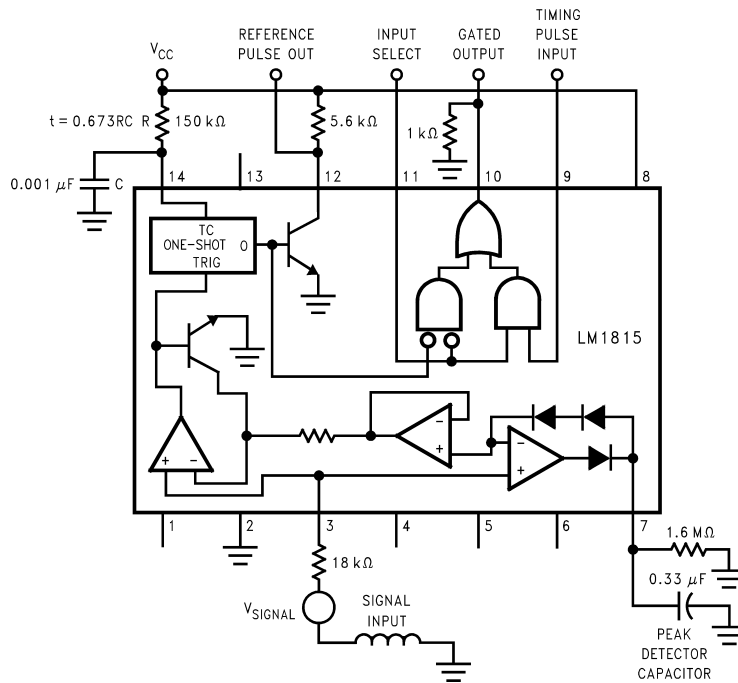 V_CC
REFERENCE
PULSE OUT
INPUT
SELECT
GATED
OUTPUT
TIMING
PULSE
INPUT
t = 0.673RC R
150 kΩ
5.6 kΩ
1 kΩ
0.001 μF
C
14
13
12
11
10
9
8
TC
ONE-SHOT
TRIG
O
LM1815
+
−
−
+
−
+
1
2
3
4
5
6
7
18 kΩ
1.6 MΩ
0.33 μF
V_SIGNAL
SIGNAL
INPUT
PEAK
DETECTOR
CAPACITOR